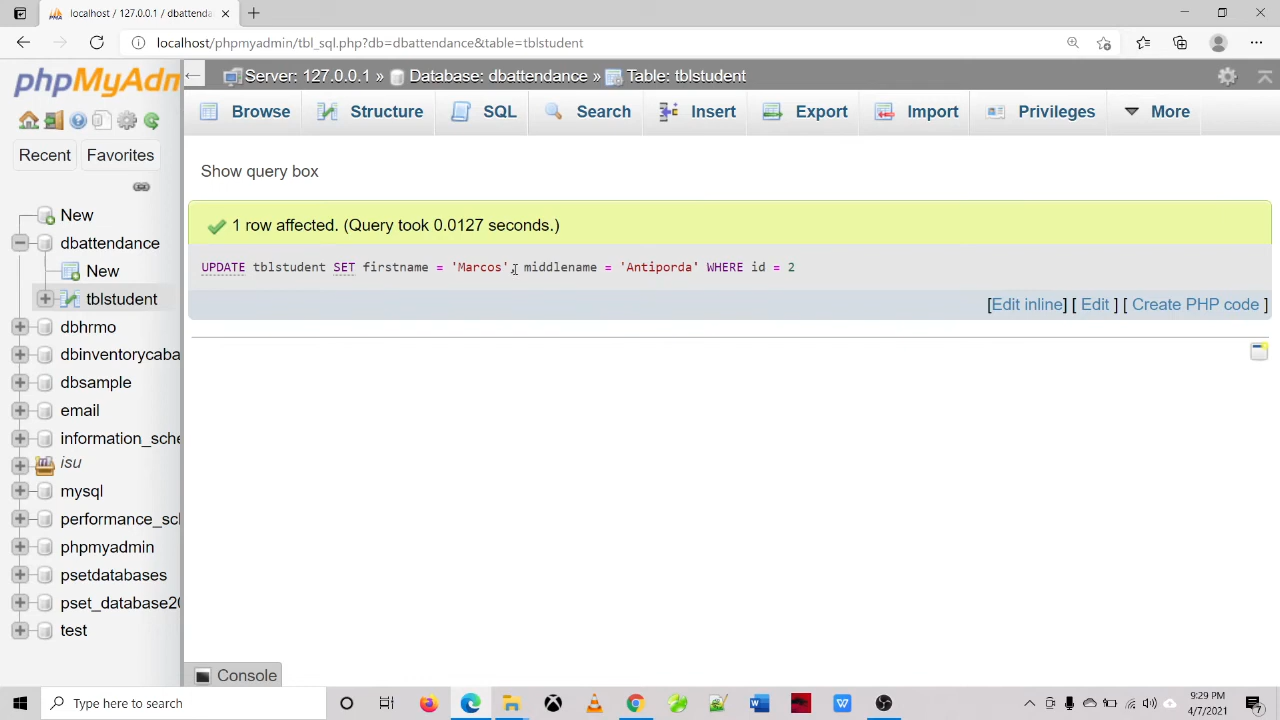 localhost / 127.0.0.1 / dbattenda
localhost/phpmyadmin/tbl_sql.php?db=dbattendance&table=tblstudent
phpMyAdm
Server: 127.0.0.1 » Database: dbattendance » Table: tblstudent
Browse Structure SQL Search Insert Export Import Privileges More
Recent Favorites
Show query box
New
1 row affected. (Query took 0.0127 seconds.)
dbattendance
UPDATE tblstudent SET firstname = 'Marcos', middlename = 'Antiporda' WHERE id = 2
New
tblstudent
[Edit inline] [ Edit ] [ Create PHP code ]
dbhrmo
dbinventorycaba
dbsample
email
information_sche
isu
mysql
performance_scl
phpmyadmin
psetdatabases
pset_database20
test
Console
Type here to search
9:29 PM
4/7/2021